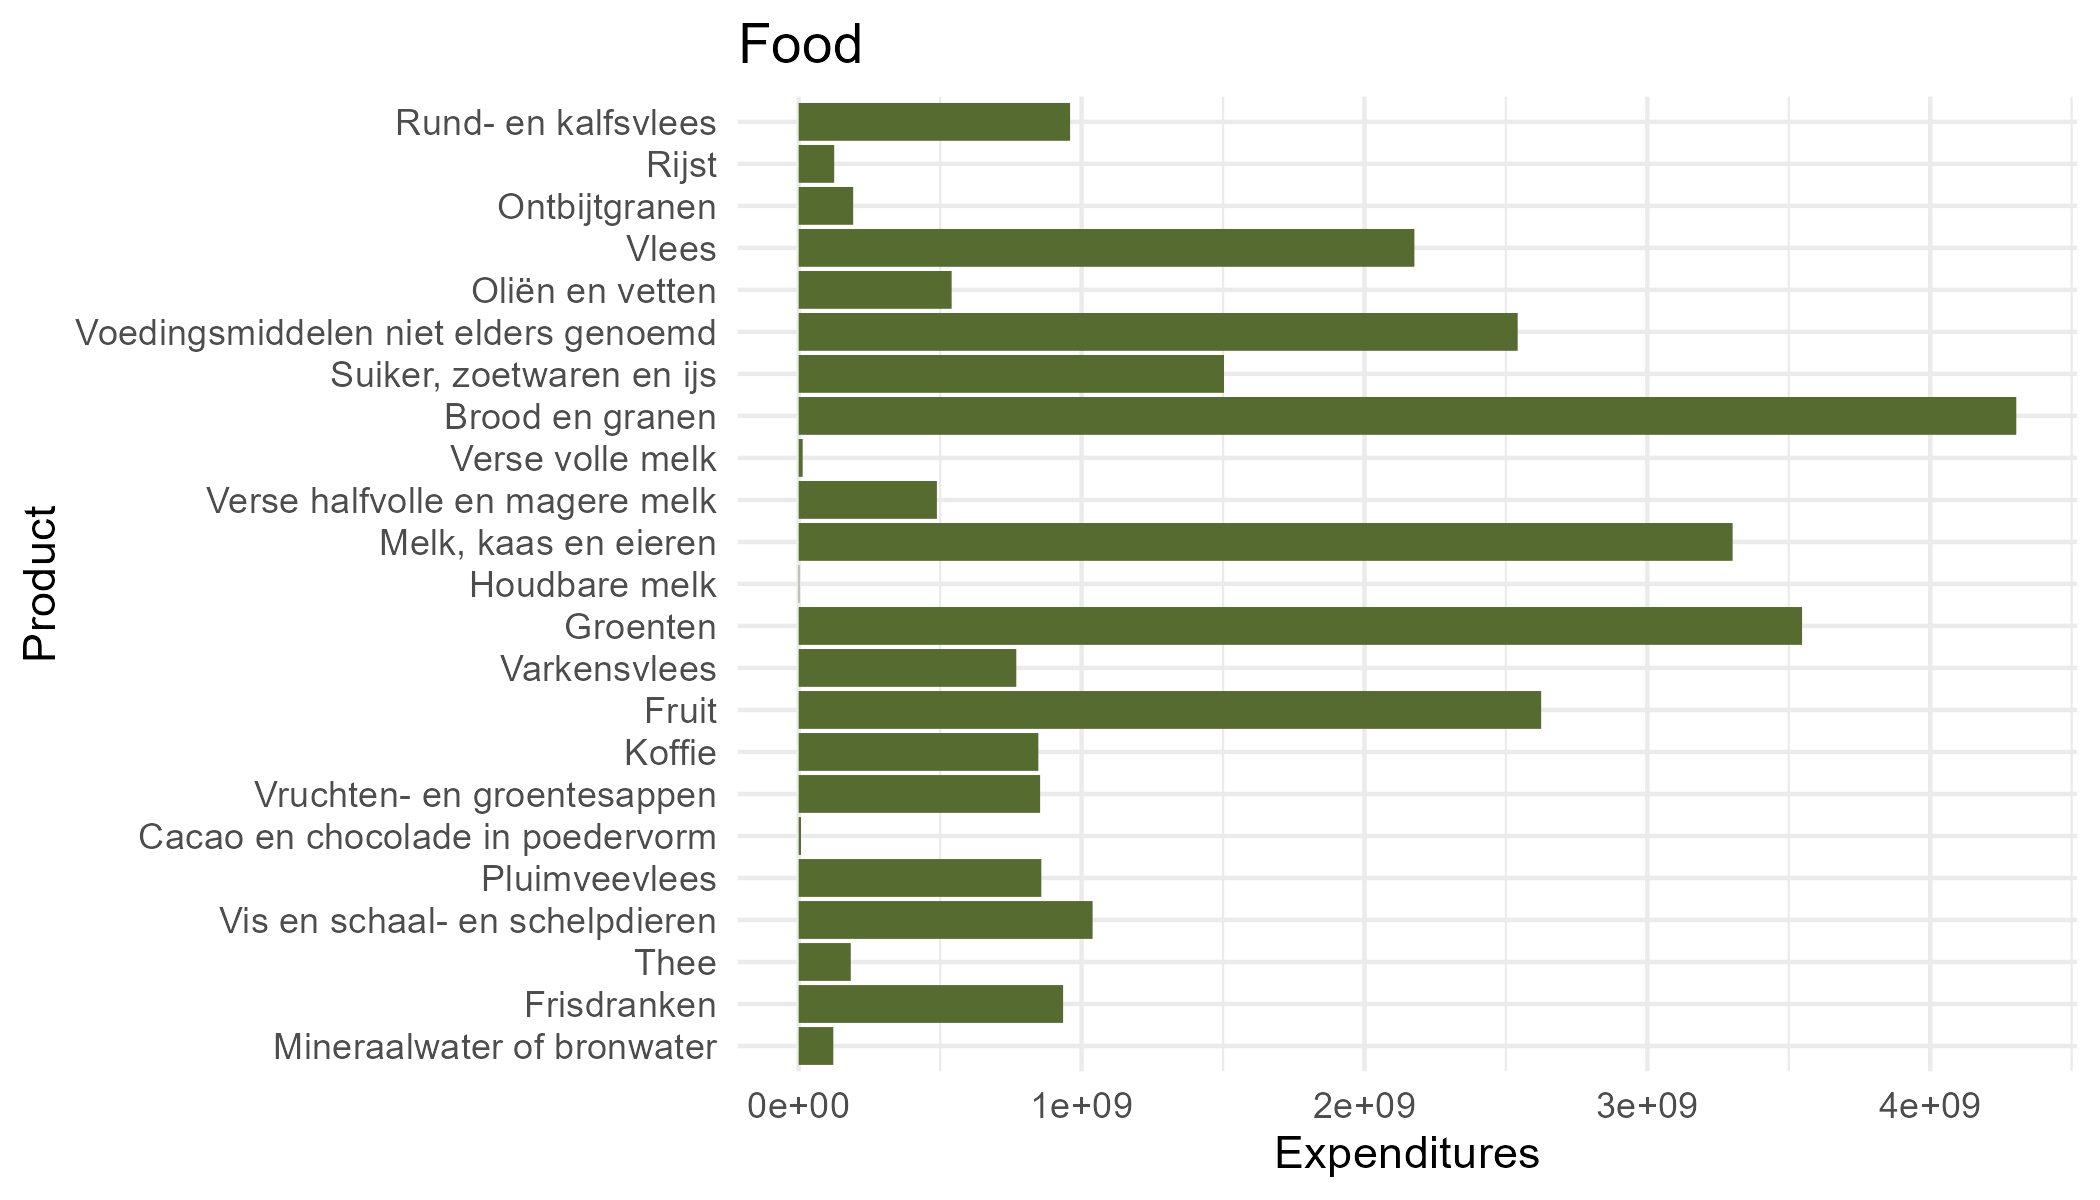 Food
Rund- en kalfsvlees
Rijst
Ontbijtgranen
Vlees
Oliën en vetten
Voedingsmiddelen niet elders genoemd
Suiker, zoetwaren en ijs
Brood en granen
Verse volle melk
Verse halfvolle en magere melk
Melk, kaas en eieren
Houdbare melk
Groenten
Varkensvlees
Fruit
Koffie
Vruchten- en groentesappen
Cacao en chocolade in poedervorm
Pluimveevlees
Vis en schaal- en schelpdieren
Thee
Frisdranken
Mineraalwater of bronwater
Product
0e+00 1e+09 2e+09 3e+09 4e+09
Expenditures